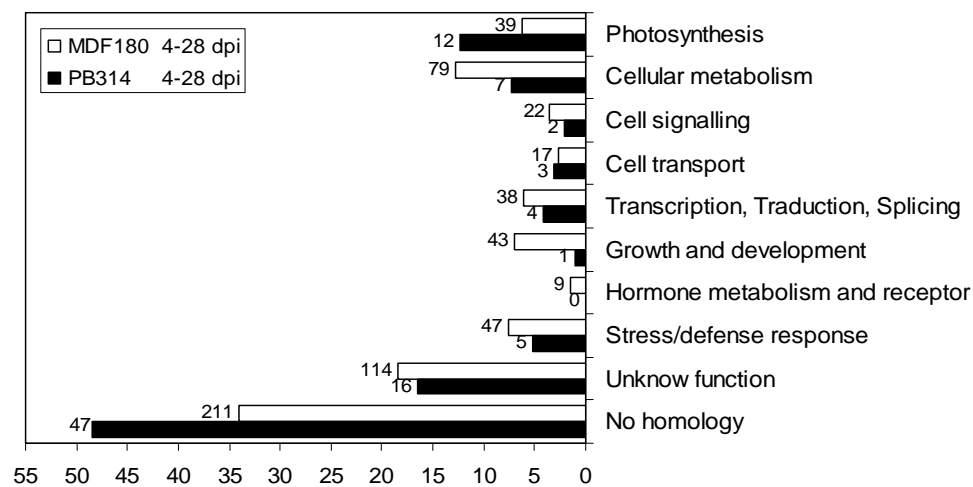 MDF180 4-28 dpi
PB314 4-28 dpi
39
12
Photosynthesis
79
7
Cellular metabolism
22
2
Cell signalling
17
3
Cell transport
38
4
Transcription, Traduction, Splicing
43
1
Growth and development
9
0
Hormone metabolism and receptor
47
5
Stress/defense response
114
16
Unknow function
211
47
No homology
55 50 45 40 35 30 25 20 15 10 5 0